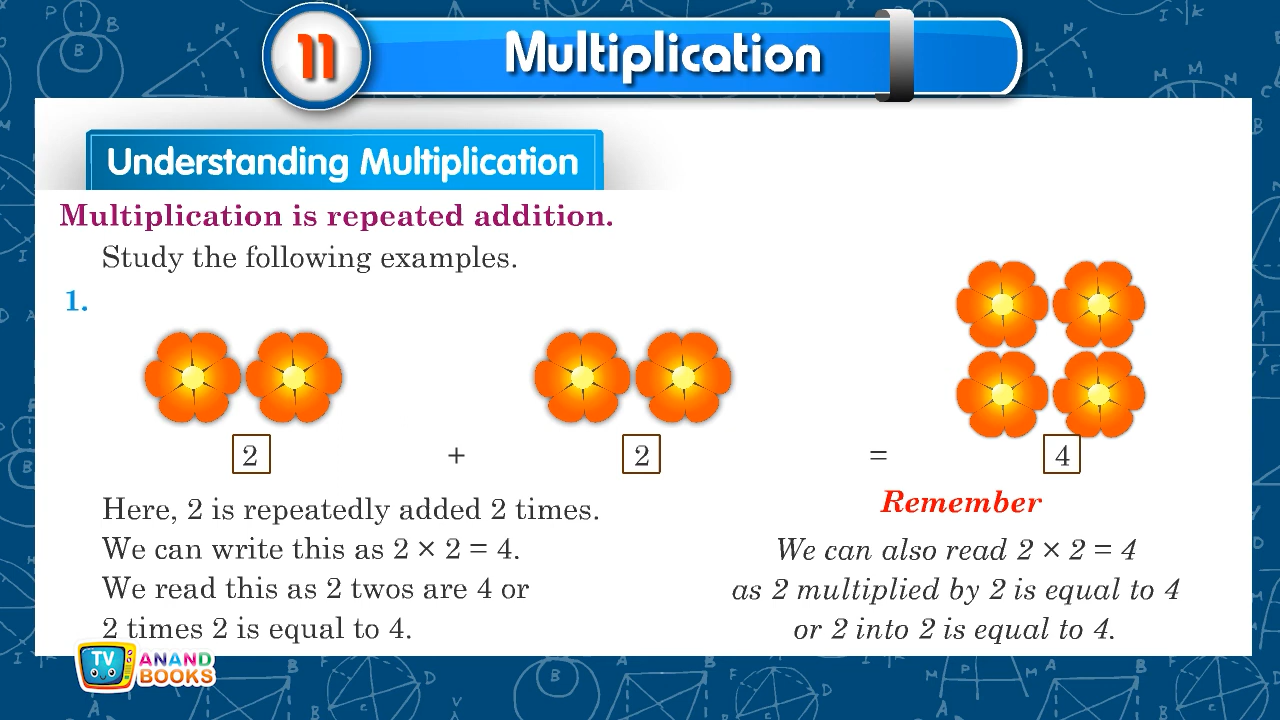 11
Multiplication
Understanding Multiplication
Multiplication is repeated addition.
Study the following examples.
1.
2 + 2 = 4
Here, 2 is repeatedly added 2 times.
We can write this as 2 × 2 = 4.
We read this as 2 twos are 4 or
2 times 2 is equal to 4.
Remember
We can also read 2 × 2 = 4
as 2 multiplied by 2 is equal to 4
or 2 into 2 is equal to 4.
TV
ANAND
BOOKS